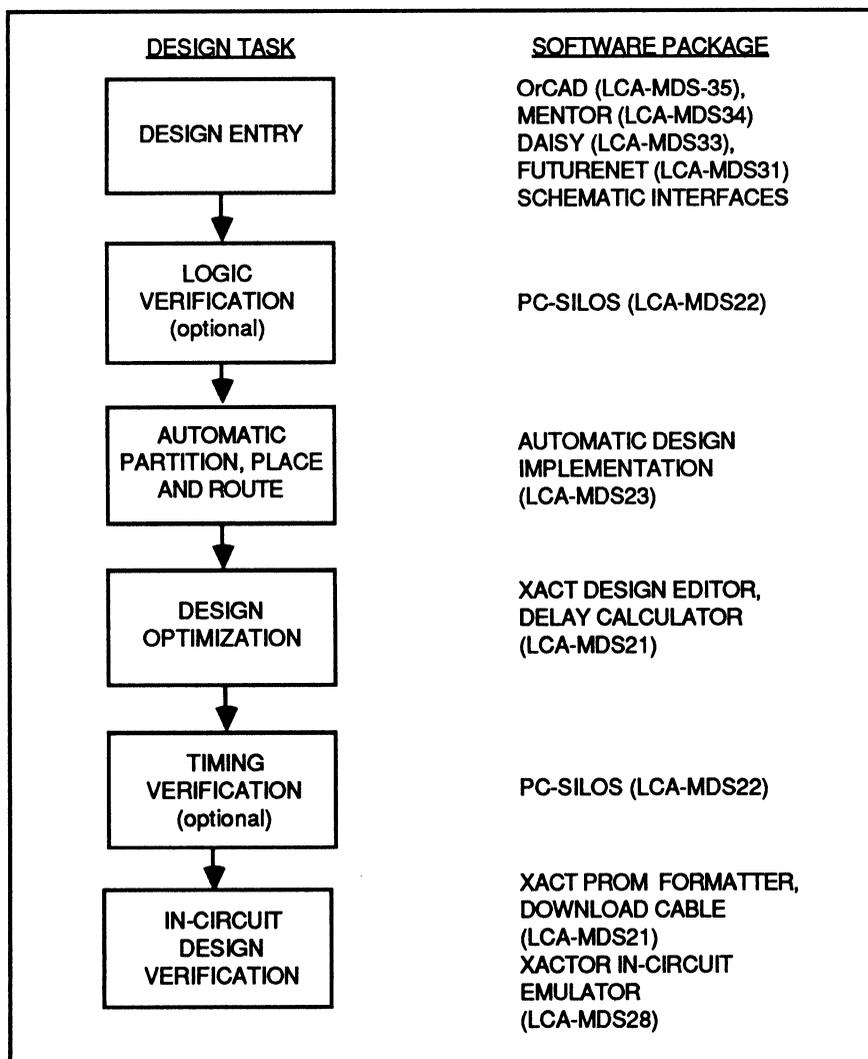 DESIGN TASK
SOFTWARE PACKAGE
DESIGN ENTRY
OrCAD (LCA-MDS-35),
MENTOR (LCA-MDS34)
DAISY (LCA-MDS33),
FUTURENET (LCA-MDS31)
SCHEMATIC INTERFACES
LOGIC
VERIFICATION
(optional)
PC-SILOS (LCA-MDS22)
AUTOMATIC
PARTITION, PLACE
AND ROUTE
AUTOMATIC DESIGN
IMPLEMENTATION
(LCA-MDS23)
DESIGN
OPTIMIZATION
XACT DESIGN EDITOR,
DELAY CALCULATOR
(LCA-MDS21)
TIMING
VERIFICATION
(optional)
PC-SILOS (LCA-MDS22)
IN-CIRCUIT
DESIGN
VERIFICATION
XACT PROM FORMATTER,
DOWNLOAD CABLE
(LCA-MDS21)
XACTOR IN-CIRCUIT
EMULATOR
(LCA-MDS28)